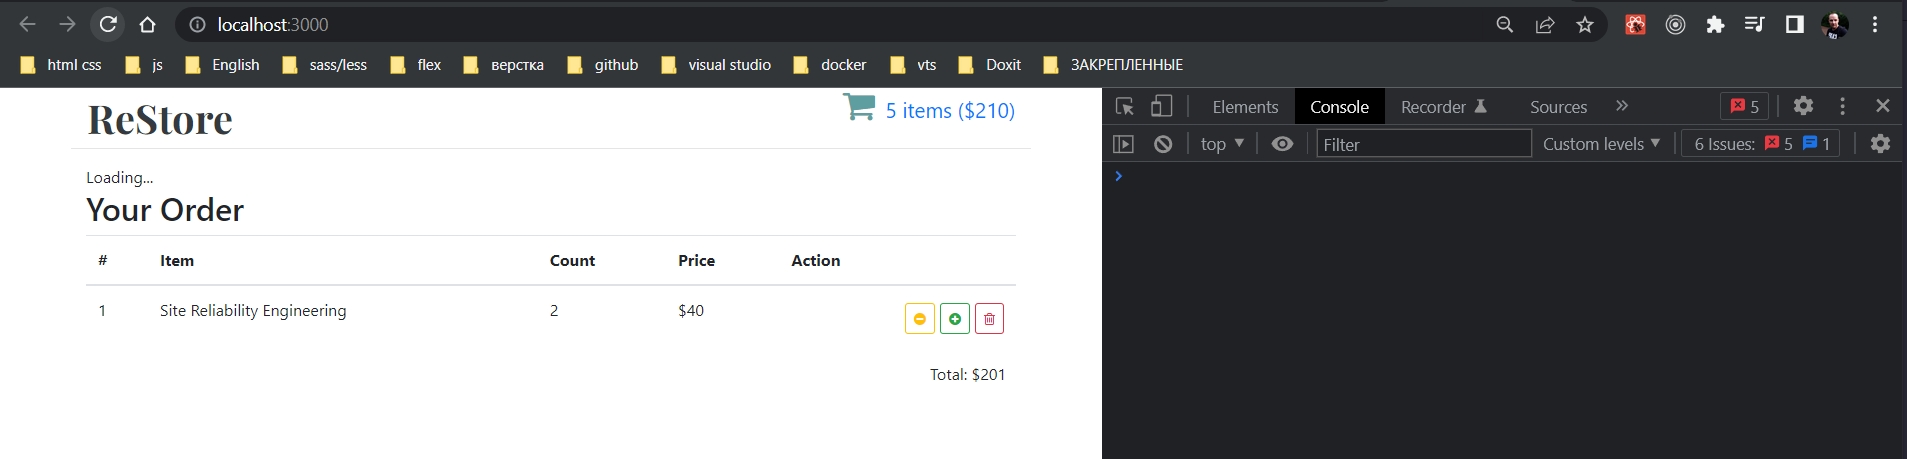 localhost:3000
html css js English sass/less flex верстка github visual studio docker vts Doxit ЗАКРЕПЛЕННЫЕ
ReStore 5 items ($210)
Loading...
Your Order
# Item Count Price Action
1 Site Reliability Engineering 2 $40
Total: $201
Elements Console Recorder Sources 5
top Filter Custom levels 6 Issues: 5 1